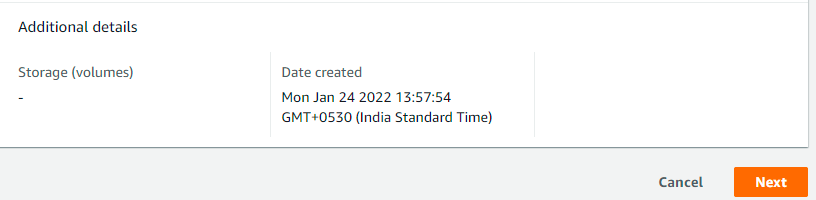 Additional details
Storage (volumes)
-
Date created
Mon Jan 24 2022 13:57:54
GMT+0530 (India Standard Time)
Cancel
Next